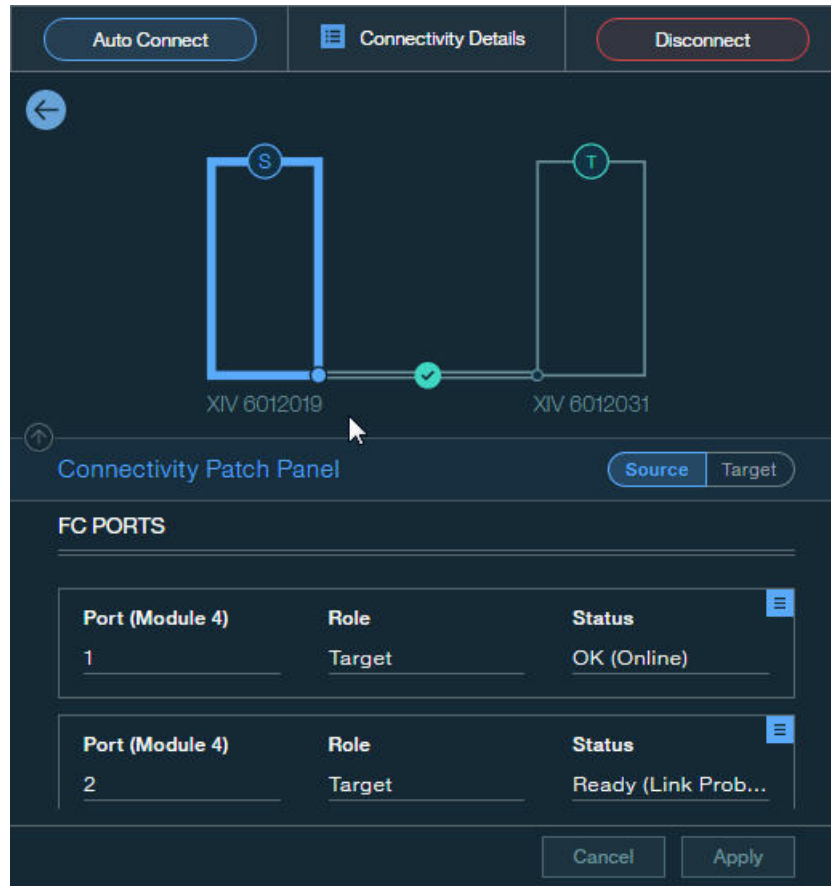 Auto Connect Connectivity Details Disconnect
S T
XIV 6012019 XIV 6012031
Connectivity Patch Panel Source Target
FC PORTS
Port (Module 4) Role Status
1 Target OK (Online)
Port (Module 4) Role Status
2 Target Ready (Link Prob...
Cancel Apply